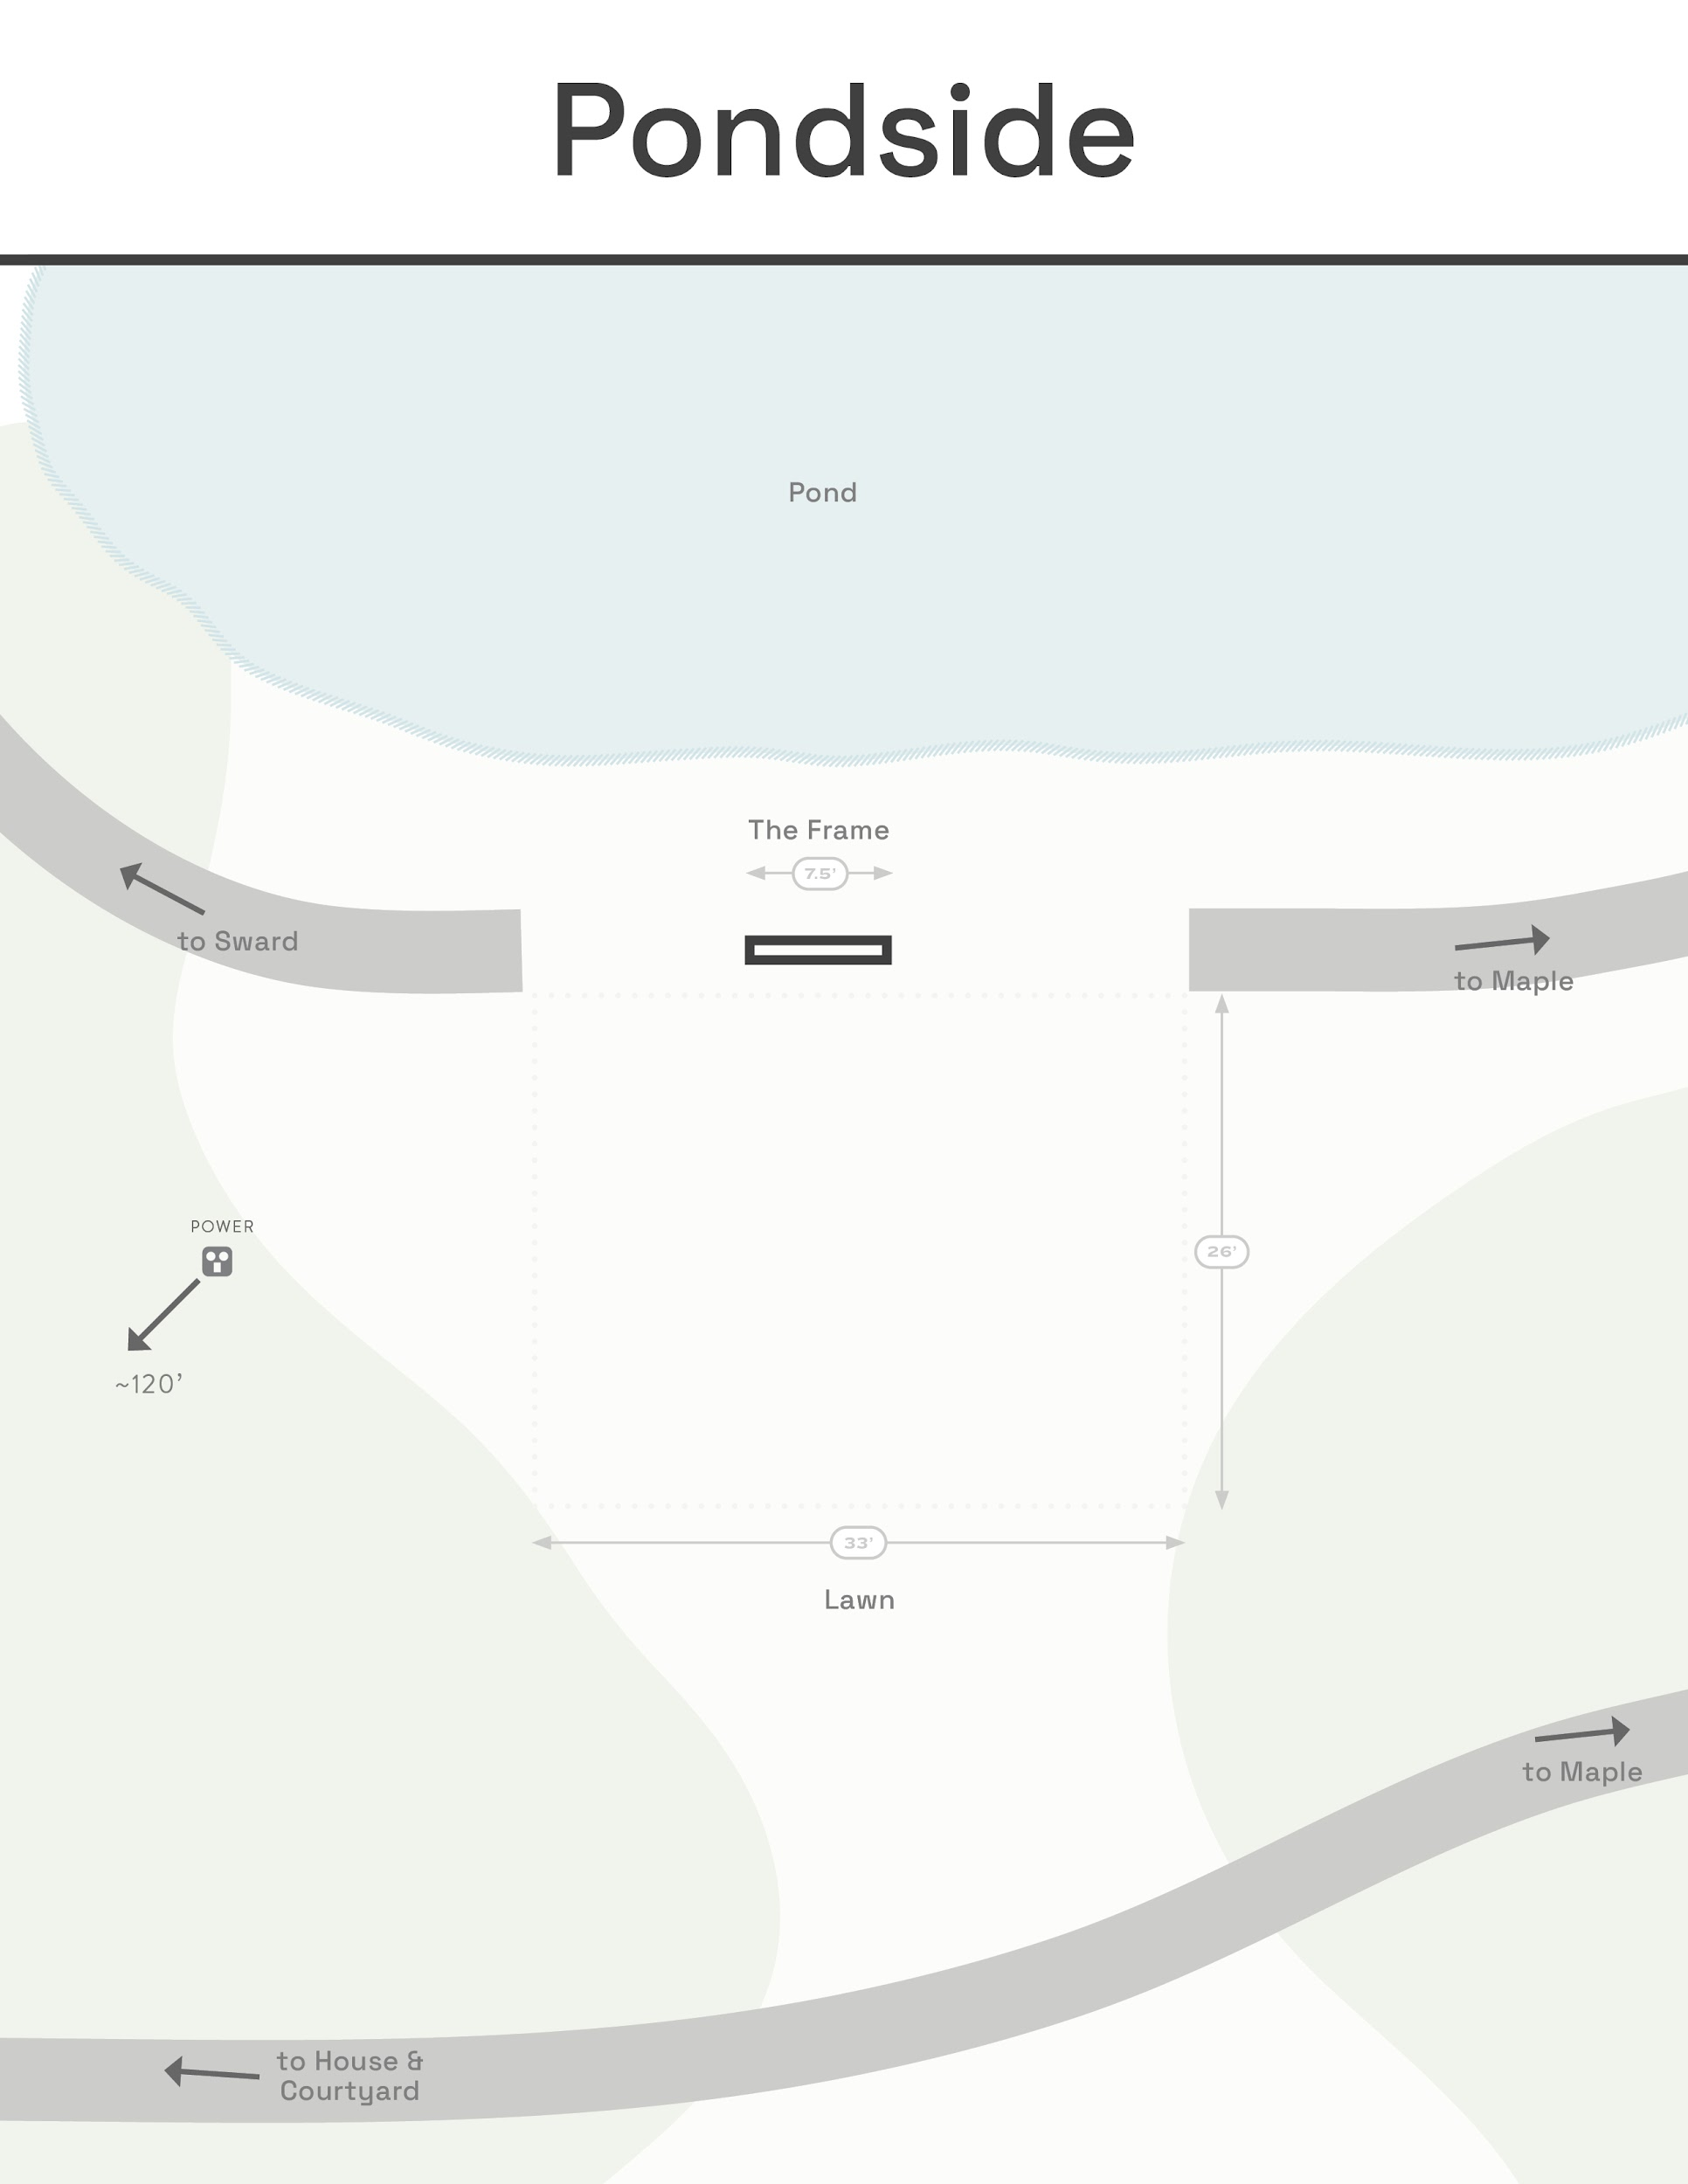 Pondside
Pond
The Frame
7.5’
to Sward
to Maple
POWER
26’
~120’
33’
Lawn
to Maple
to House &
Courtyard